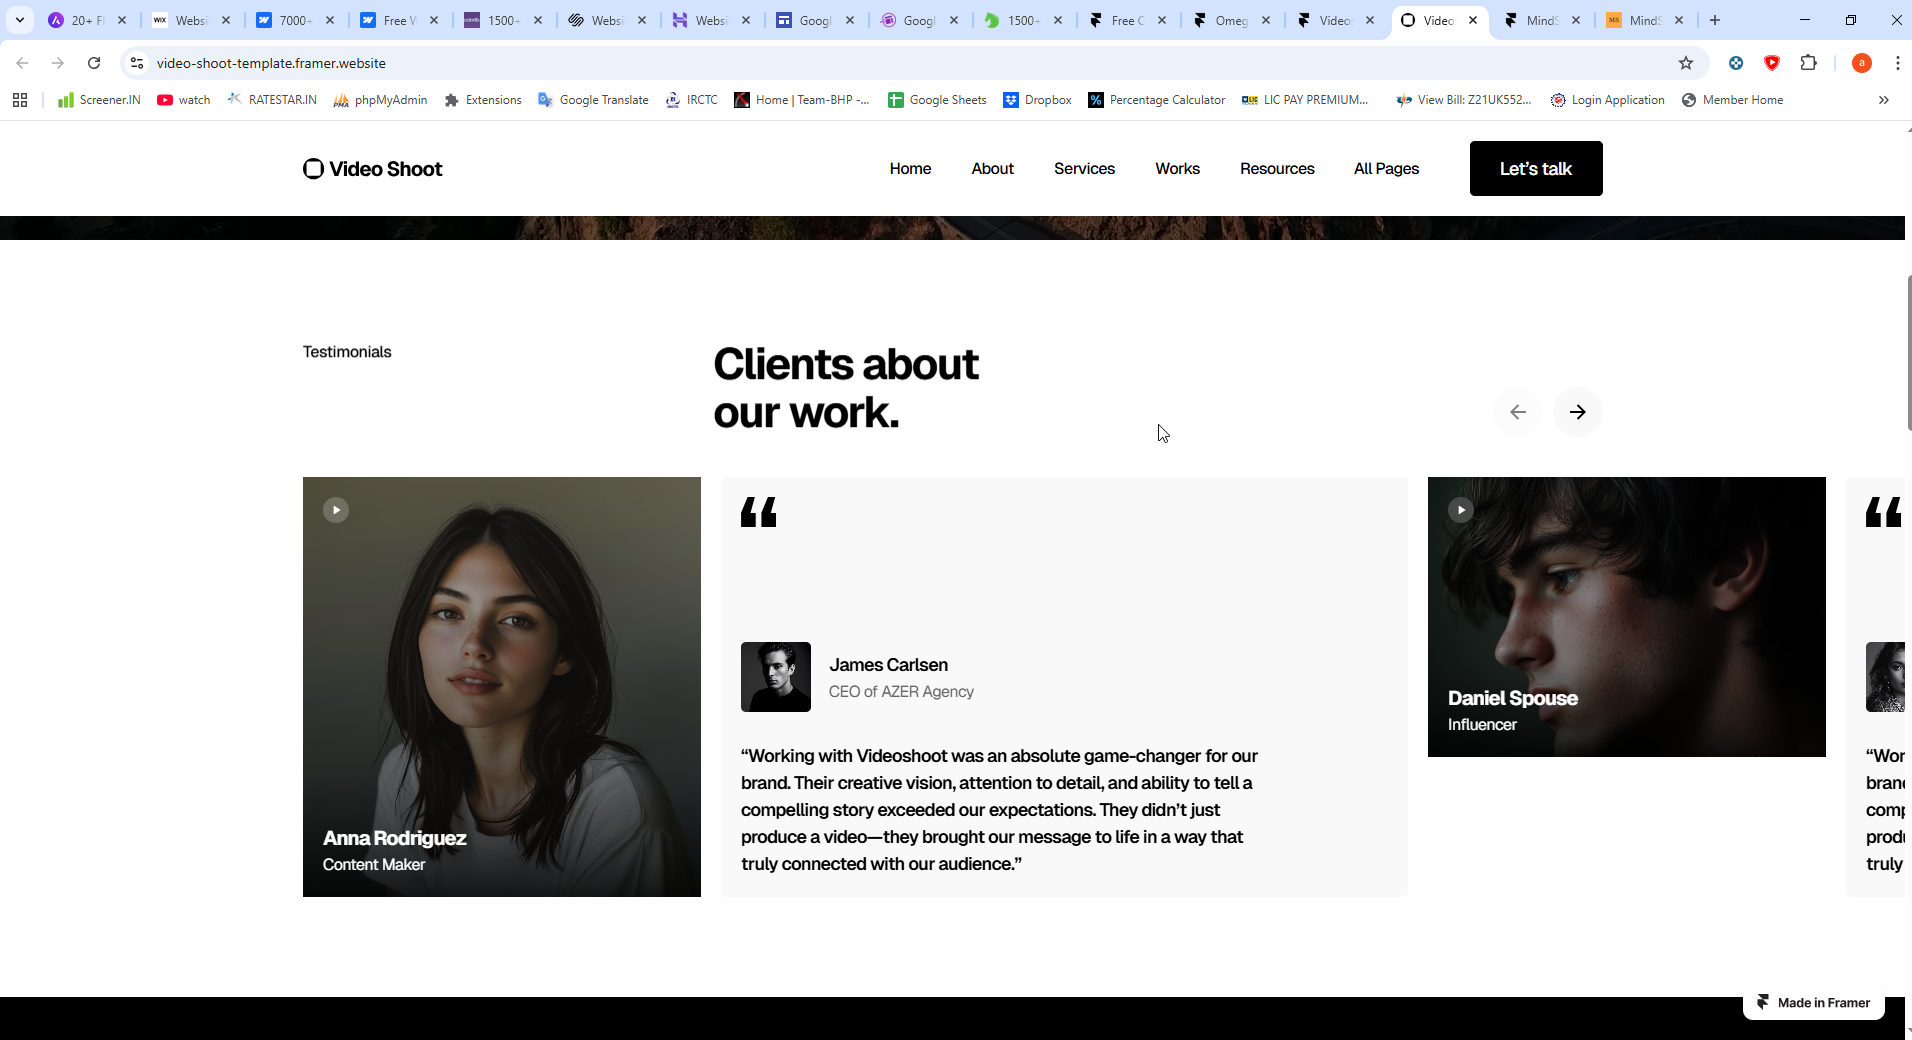 20+ F
Websi
7000+
Free W
1500+
Websi
Websi
Googl
Googl
1500+
Free C
Omeg
Video
Video
MindS
MindS
video-shoot-template.framer.website
a
Screener.IN
watch
RATESTAR.IN
phpMyAdmin
Extensions
Google Translate
IRCTC
Home | Team-BHP -...
Google Sheets
Dropbox
Percentage Calculator
LIC PAY PREMIUM...
View Bill: Z21UK552...
Login Application
Member Home
Video Shoot
Home
About
Services
Works
Resources
All Pages
Let’s talk
Testimonials
Clients about
our work.
Anna Rodriguez
Content Maker
“
James Carlsen
CEO of AZER Agency
“Working with Videoshoot was an absolute game-changer for our
brand. Their creative vision, attention to detail, and ability to tell a
compelling story exceeded our expectations. They didn’t just
produce a video—they brought our message to life in a way that
truly connected with our audience.”
Daniel Spouse
Influencer
“
“Wor
brand
comp
produ
truly
Made in Framer